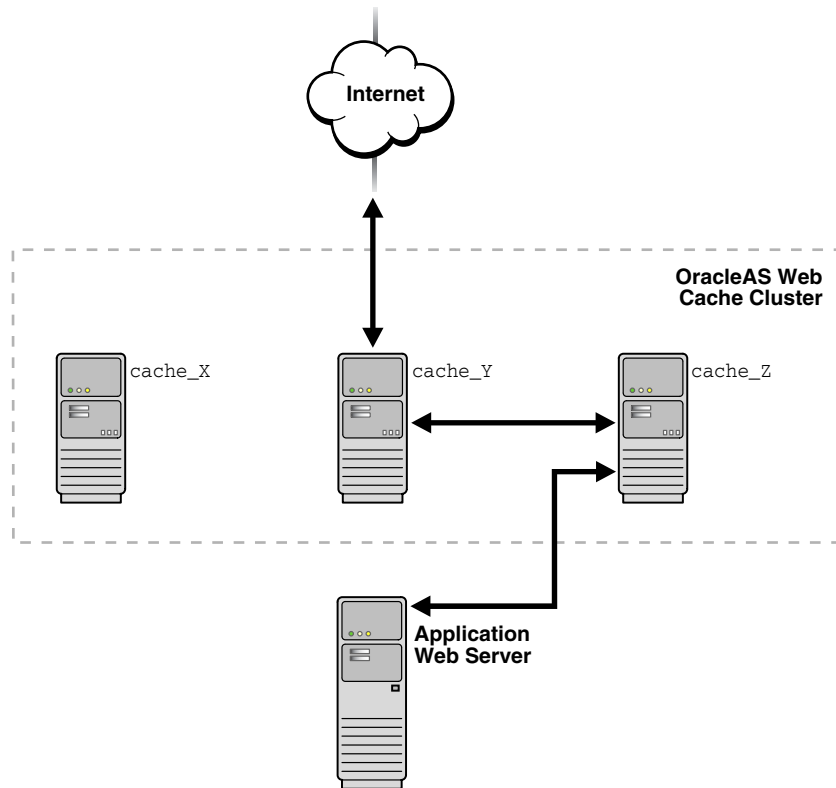 Internet
OracleAS Web
Cache Cluster
cache_X
cache_Y
cache_Z
Application
Web Server